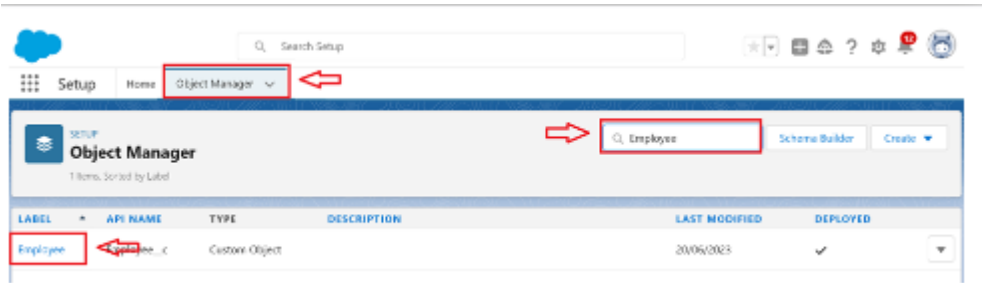 Search Setup
? 12
Setup Home Object Manager
SETUP
Object Manager
1 Items, Sorted by Label
Employee
Schema Builder Create
LABEL API NAME TYPE DESCRIPTION LAST MODIFIED DEPLOYED
Employee Custom Object 20/06/2023